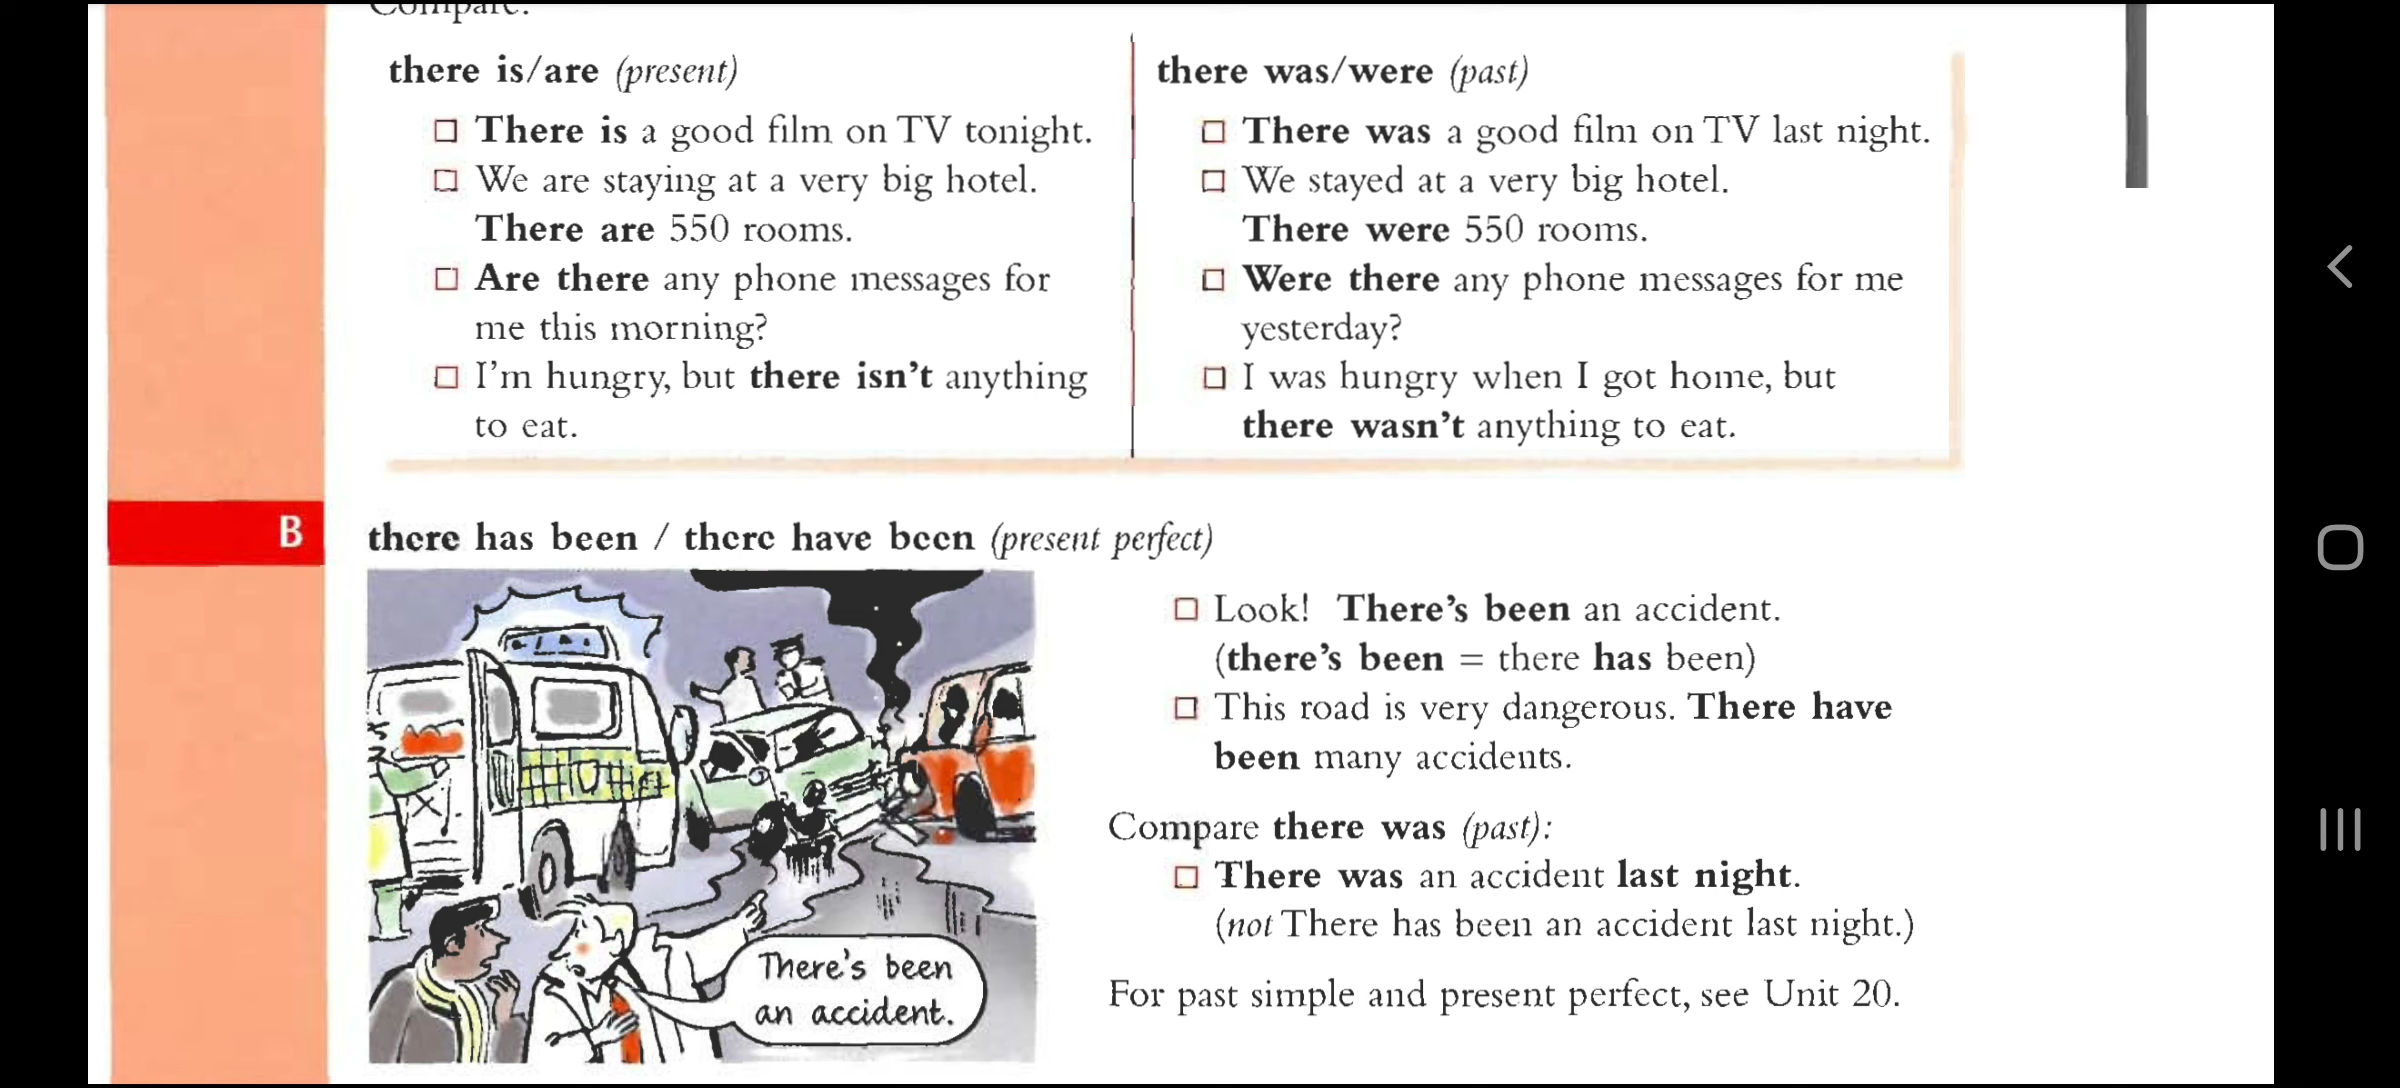 Compare:
there is/are (present)
□ There is a good film on TV tonight.
□ We are staying at a very big hotel.
There are 550 rooms.
□ Are there any phone messages for
me this morning?
□ I'm hungry, but there isn't anything
to eat.
there was/were (past)
□ There was a good film on TV last night.
□ We stayed at a very big hotel.
There were 550 rooms.
□ Were there any phone messages for me
yesterday?
□ I was hungry when I got home, but
there wasn't anything to eat.
B
there has been / there have been (present perfect)
There's been
an accident.
□ Look! There's been an accident.
(there's been = there has been)
□ This road is very dangerous. There have
been many accidents.
Compare there was (past):
□ There was an accident last night.
(not There has been an accident last night.)
For past simple and present perfect, see Unit 20.